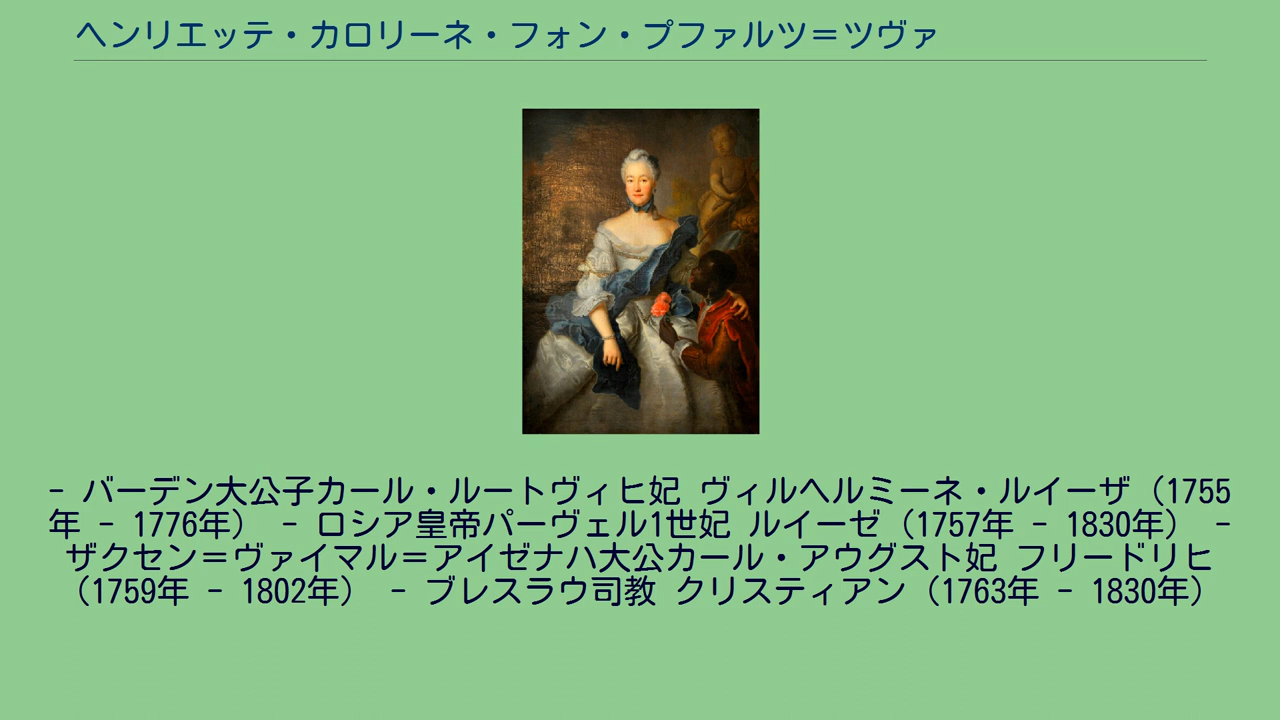 ヘンリエッテ・カロリーネ・フォン・プファルツ＝ツヴァ
- バーデン大公子カール・ルートヴィヒ妃 ヴィルヘルミーネ・ルイーザ（1755
年 - 1776年） - ロシア皇帝パーヴェル1世妃 ルイーゼ（1757年 - 1830年） -
ザクセン＝ヴァイマル＝アイゼナハ大公カール・アウグスト妃 フリードリヒ
（1759年 - 1802年） - ブレスラウ司教 クリスティアン（1763年 - 1830年）